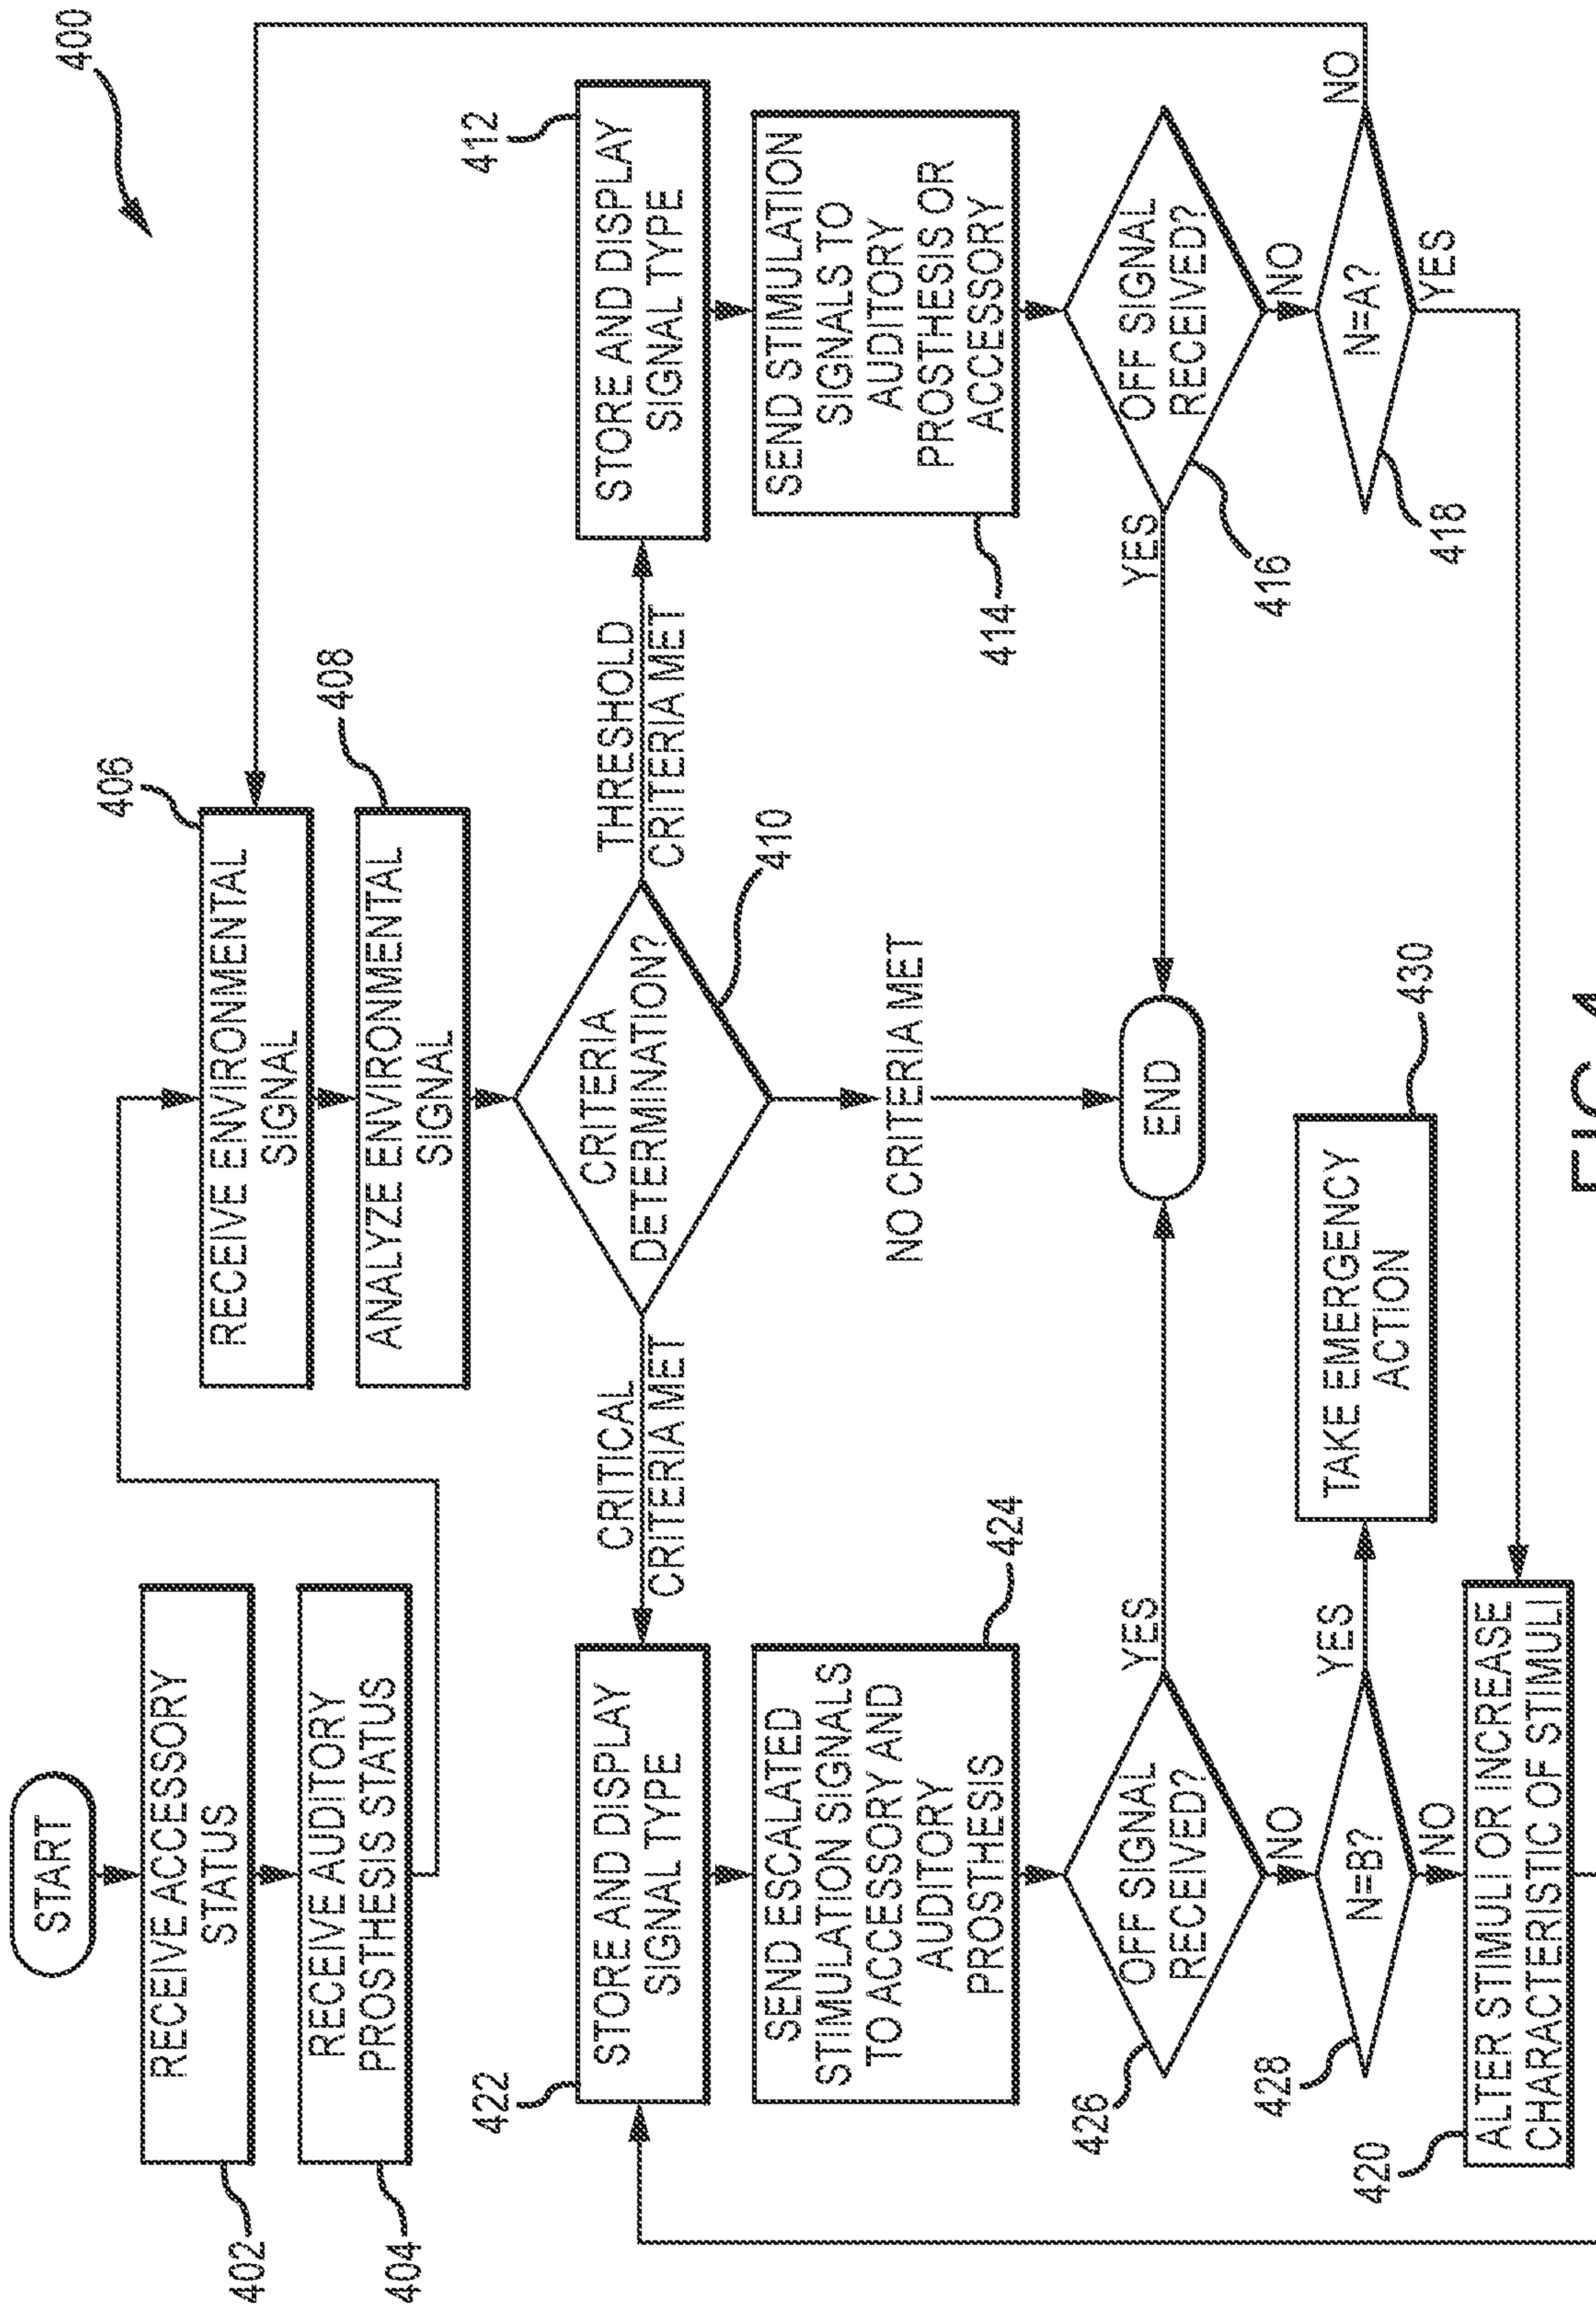 400
START
RECEIVE ACCESSORY
STATUS
402
RECEIVE AUDITORY
PROSTHESIS STATUS
404
406
RECEIVE ENVIRONMENTAL
SIGNAL
408
ANALYZE ENVIRONMENTAL
SIGNAL
CRITERIA
DETERMINATION?
410
CRITICAL
CRITERIA MET
THRESHOLD
CRITERIA MET
NO CRITERIA MET
END
412
STORE AND DISPLAY
SIGNAL TYPE
SEND STIMULATION
SIGNALS TO
AUDITORY
PROSTHESIS OR
ACCESSORY
414
OFF SIGNAL
RECEIVED?
416
YES
NO
N=A?
418
NO
YES
422
STORE AND DISPLAY
SIGNAL TYPE
SEND ESCALATED
STIMULATION SIGNALS
TO ACCESSORY AND
AUDITORY
PROSTHESIS
424
OFF SIGNAL
RECEIVED?
426
YES
NO
N=B?
428
YES
NO
TAKE EMERGENCY
ACTION
430
420
ALTER STIMULI OR INCREASE
CHARACTERISTIC OF STIMULI